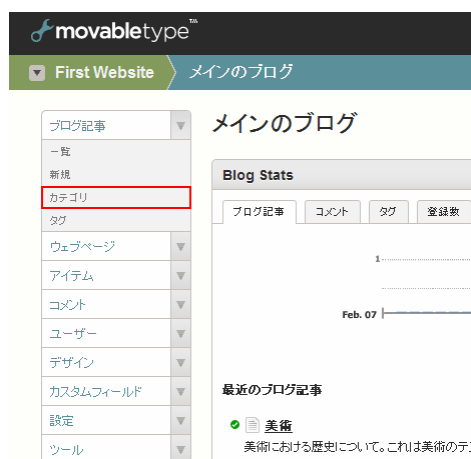 movabletype™
First Website メインのブログ
ブログ記事
一覧
新規
カテゴリ
タグ
ウェブページ
アイテム
コメント
ユーザー
デザイン
カスタムフィールド
設定
ツール
メインのブログ
Blog Stats
ブログ記事 コメント タグ 登録数
1
Feb. 07
最近のブログ記事
美術
美術における歴史について。これは美術のテ